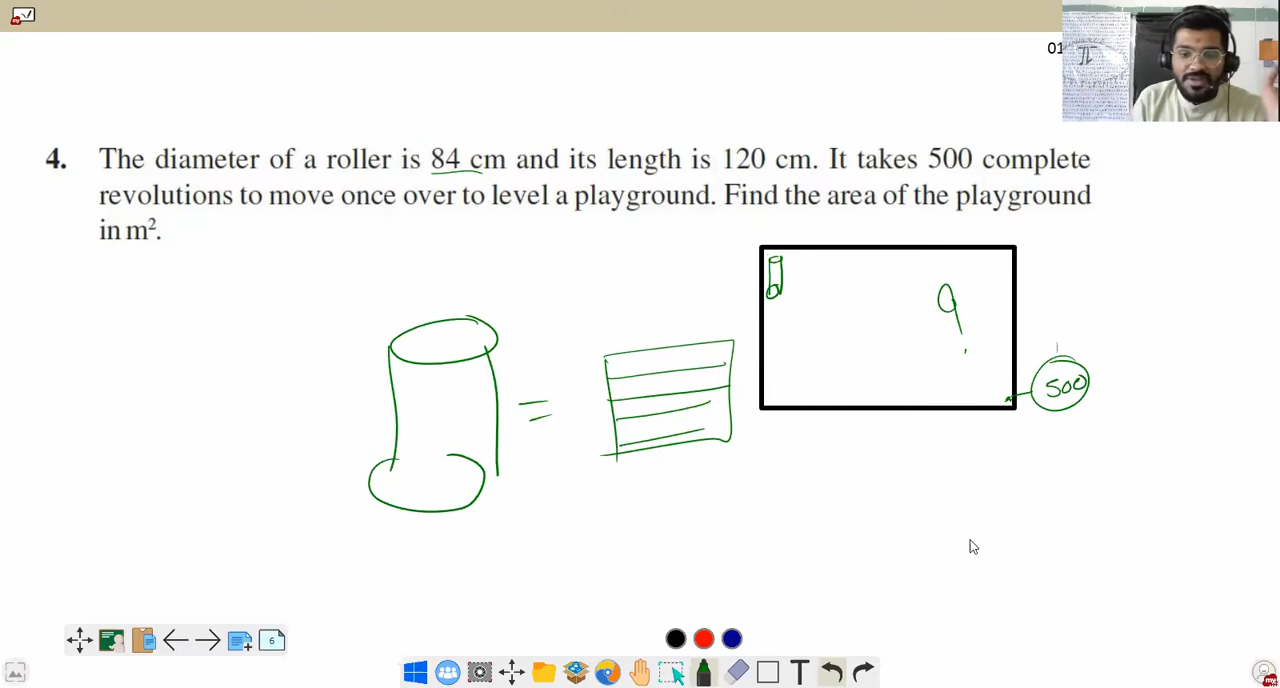 01
π
4. The diameter of a roller is 84 cm and its length is 120 cm. It takes 500 complete
revolutions to move once over to level a playground. Find the area of the playground
in m².
?
=
500
6
T